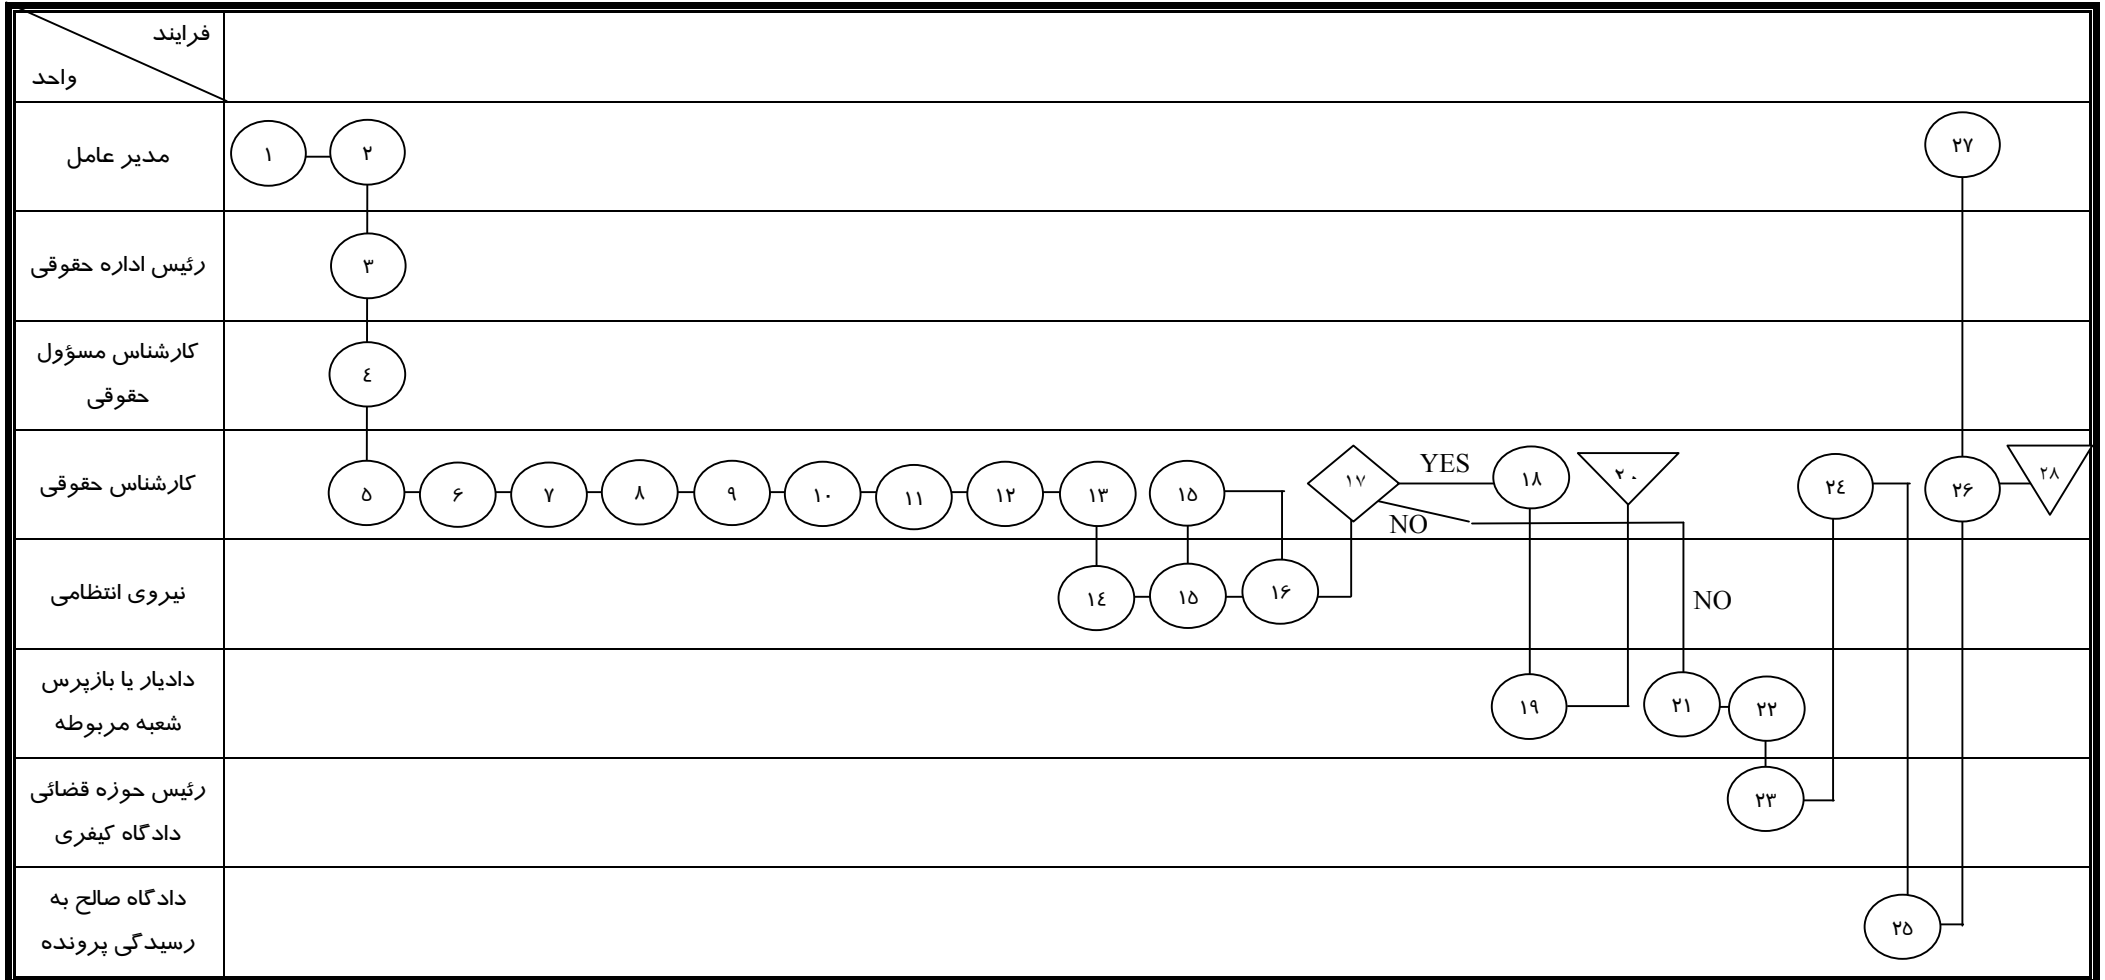 فرایند
واحد
مدیر عامل
۱
۲
۲۷
رئیس اداره حقوقی
۳
کارشناس مسؤول
حقوقی
٤
کارشناس حقوقی
۵
۶
۷
۸
۹
۱۰
۱۱
۱۲
۱۳
۱۵
۱۷
YES
NO
۱۸
۲۰
۲٤
۲۶
۲۸
نیروی انتظامی
۱٤
۱۵
۱۶
NO
دادیار یا بازپرس
شعبه مربوطه
۱۹
۲۱
۲۲
رئیس حوزه قضائی
دادگاه کیفری
۲۳
دادگاه صالح به
رسیدگی پرونده
۲۵